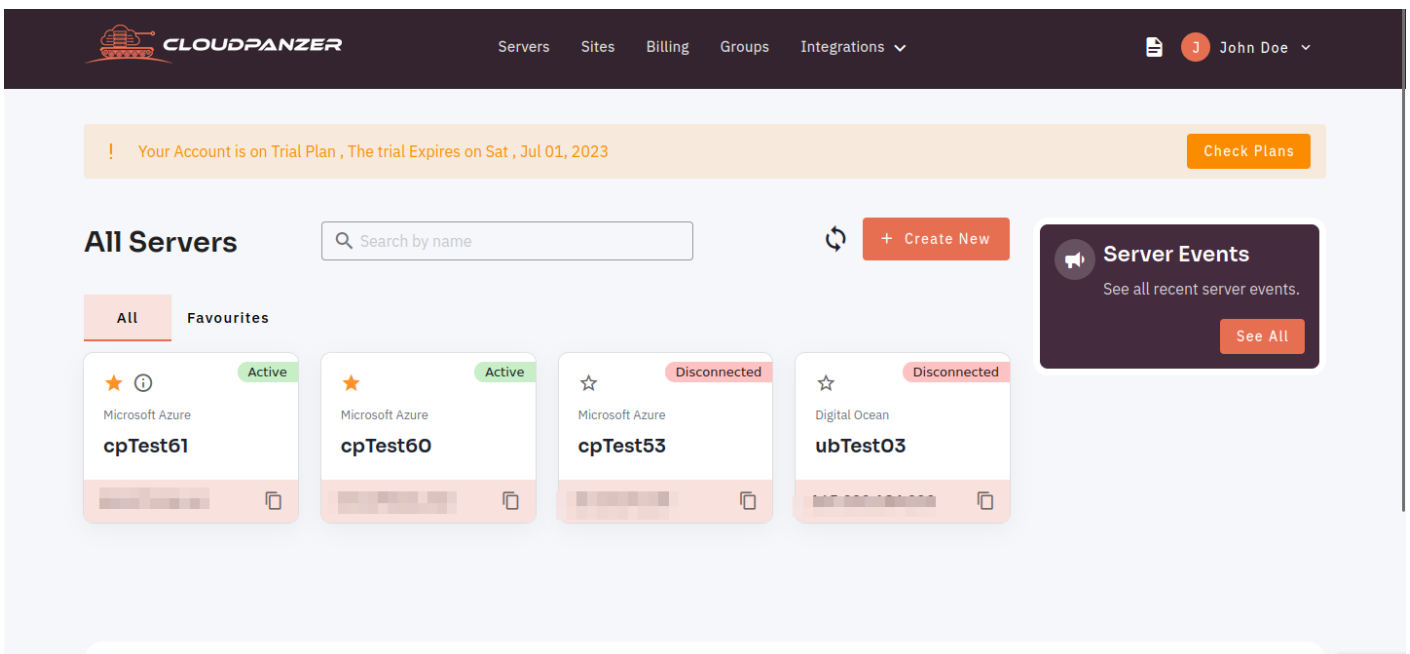 CLOUDPANZER
Servers Sites Billing Groups Integrations
J John Doe
! Your Account is on Trial Plan , The trial Expires on Sat , Jul 01, 2023
Check Plans
All Servers
Search by name
+ Create New
Server Events
See all recent server events.
See All
All Favourites
Active
Microsoft Azure
cpTest61
Active
Microsoft Azure
cpTest60
Disconnected
Microsoft Azure
cpTest53
Disconnected
Digital Ocean
ubTest03